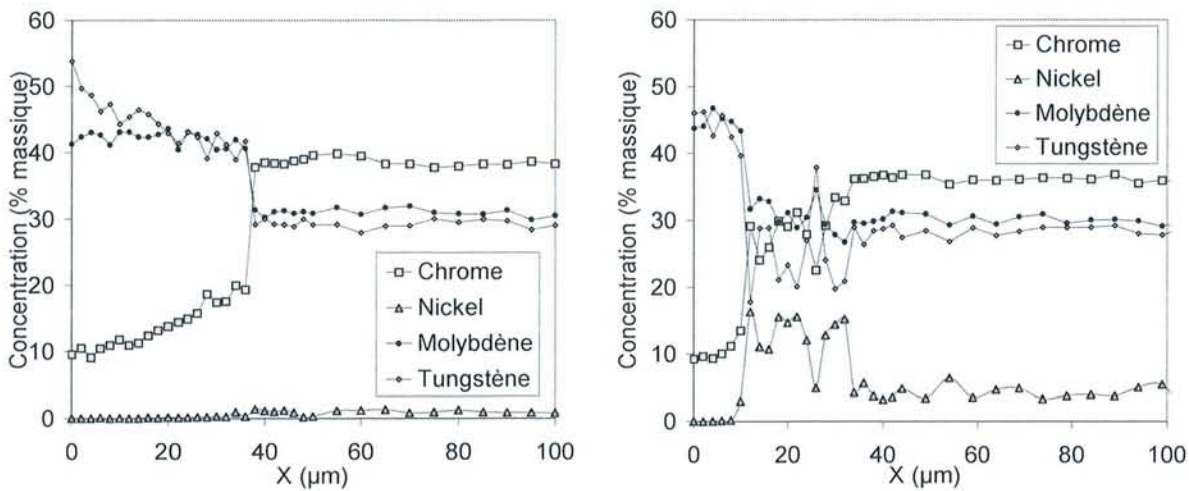 Concentration (% massique)
60
50
40
30
20
10
0
Chrome
Nickel
Molybdène
Tungstène
0 20 40 60 80 100
X (µm)
Concentration (% massique)
60
50
40
30
20
10
0
Chrome
Nickel
Molybdène
Tungstène
0 20 40 60 80 100
X (µm)